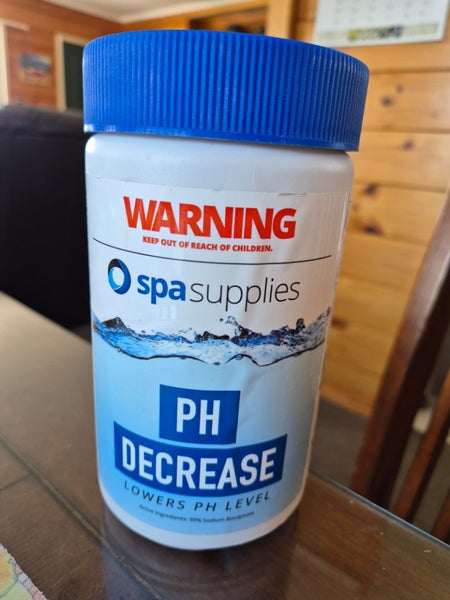 WARNING
KEEP OUT OF REACH OF CHILDREN.
spasupplies
PH
DECREASE
LOWERS PH LEVEL
Active Ingredients: 99% Sodium Bisulphate